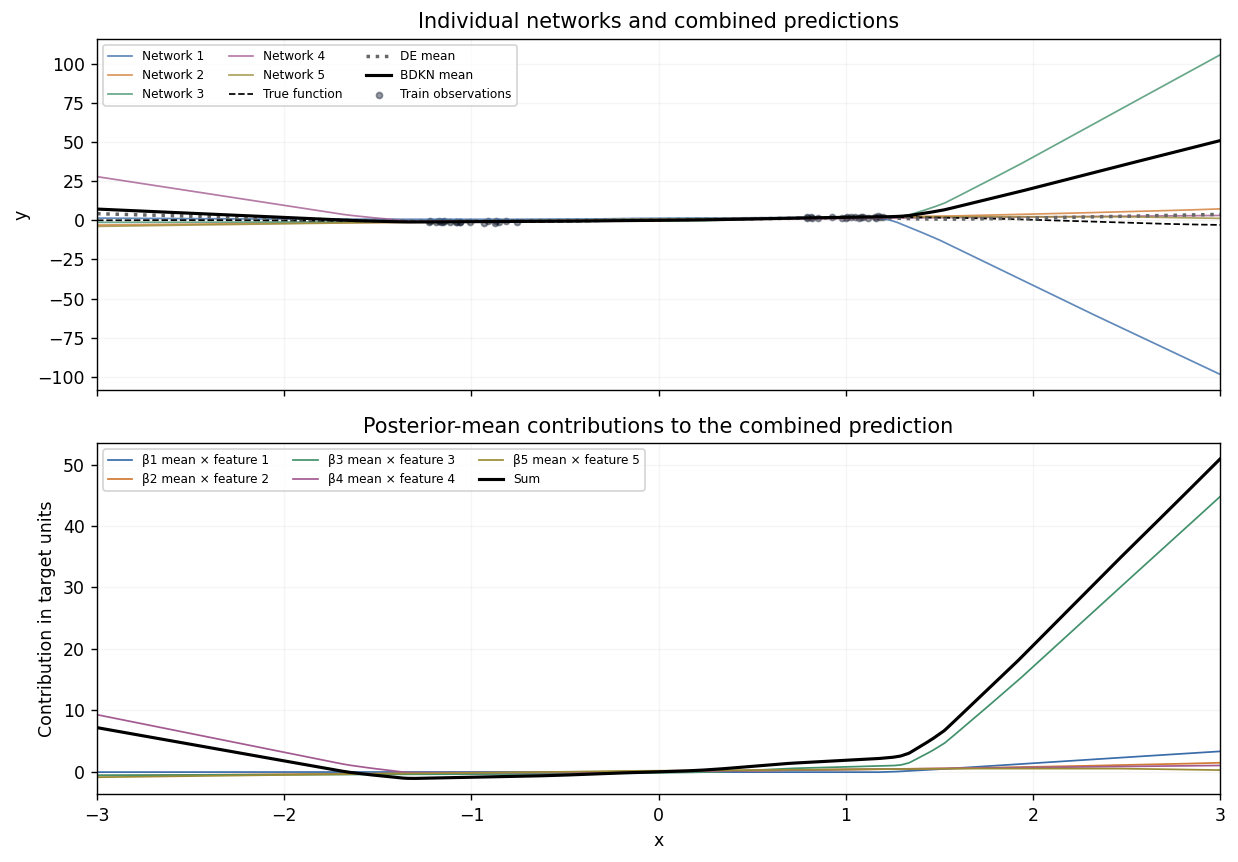 Individual networks and combined predictions
Network 1
Network 2
Network 3
Network 4
Network 5
True function
DE mean
BDKN mean
Train observations
100
75
50
25
0
−25
−50
−75
−100
y
Posterior-mean contributions to the combined prediction
β1 mean × feature 1
β2 mean × feature 2
β3 mean × feature 3
β4 mean × feature 4
β5 mean × feature 5
Sum
50
40
30
20
10
0
Contribution in target units
−3
−2
−1
0
1
2
3
x